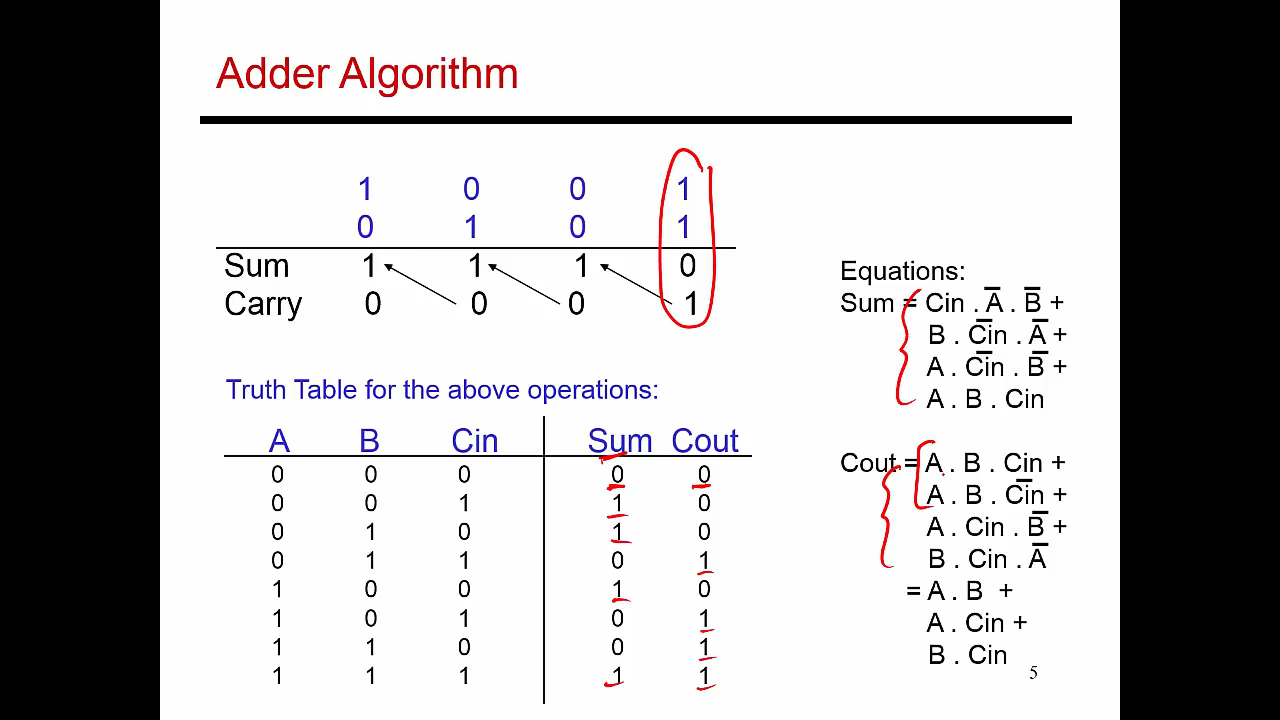 Adder Algorithm
1 0 0 1
0 1 0 1
Sum 1 1 1 0
Carry 0 0 0 1
Truth Table for the above operations:
A B Cin Sum Cout
0 0 0 0 0
0 0 1 1 0
0 1 0 1 0
0 1 1 0 1
1 0 0 1 0
1 0 1 0 1
1 1 0 0 1
1 1 1 1 1
Equations:
Sum = Cin . A̅ . B̅ +
B . C̅i̅n̅ . A̅ +
A . C̅i̅n̅ . B̅ +
A . B . Cin
Cout = A . B . Cin +
A . B . C̅i̅n̅ +
A . Cin . B̅ +
B . Cin . A̅
= A . B +
A . Cin +
B . Cin
5